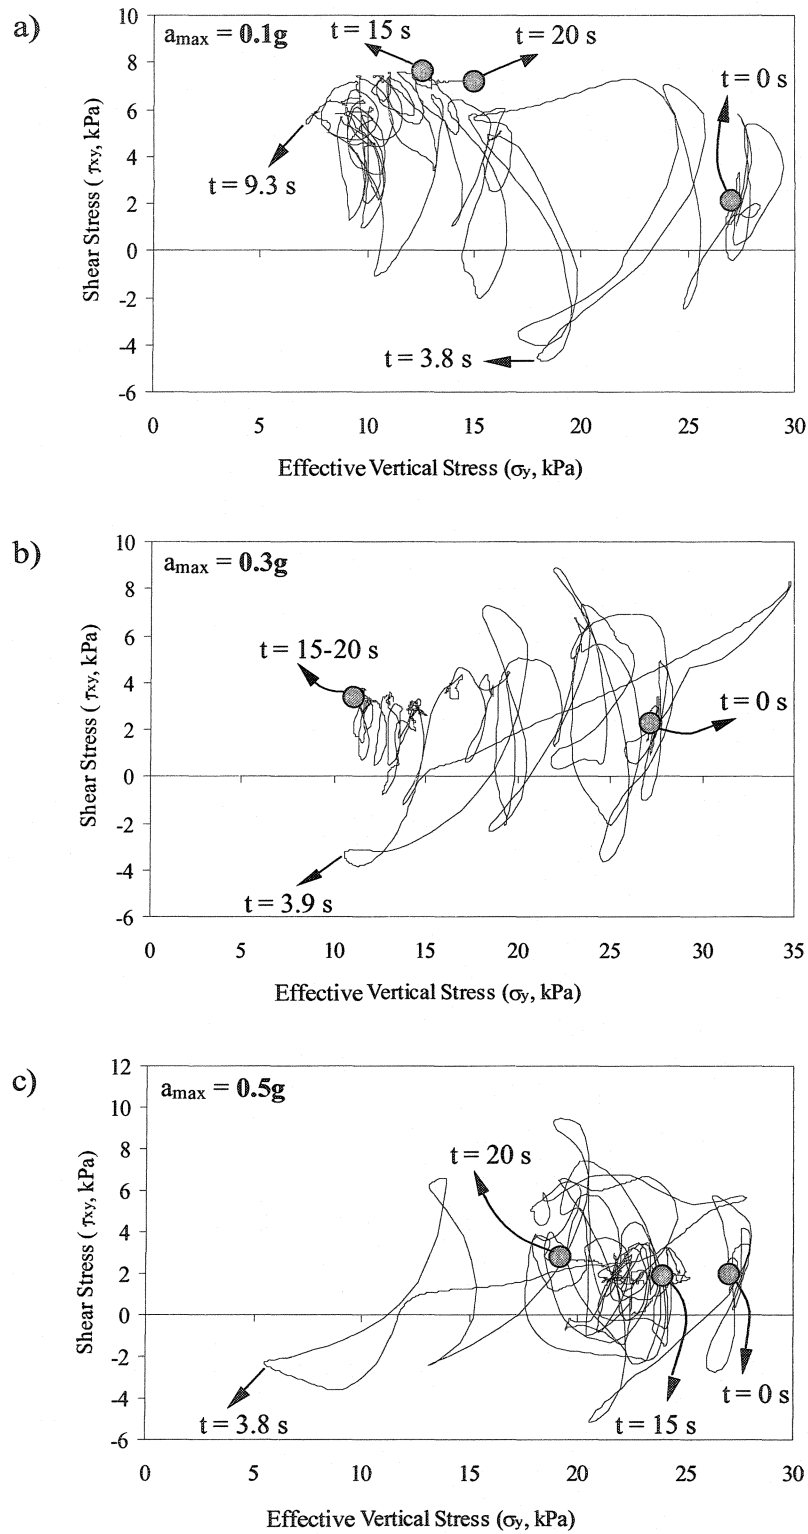 a)
a_max = 0.1g
t = 15 s
t = 20 s
t = 0 s
t = 9.3 s
t = 3.8 s
10
8
6
4
2
0
-2
-4
-6
Shear Stress ( τxy, kPa)
0 5 10 15 20 25 30
Effective Vertical Stress (σy, kPa)
b)
a_max = 0.3g
t = 15-20 s
t = 0 s
t = 3.9 s
10
8
6
4
2
0
-2
-4
-6
Shear Stress ( τxy, kPa)
0 5 10 15 20 25 30 35
Effective Vertical Stress (σy, kPa)
c)
a_max = 0.5g
t = 20 s
t = 0 s
t = 3.8 s
t = 15 s
12
10
8
6
4
2
0
-2
-4
-6
Shear Stress ( τxy, kPa)
0 5 10 15 20 25 30
Effective Vertical Stress (σy, kPa)